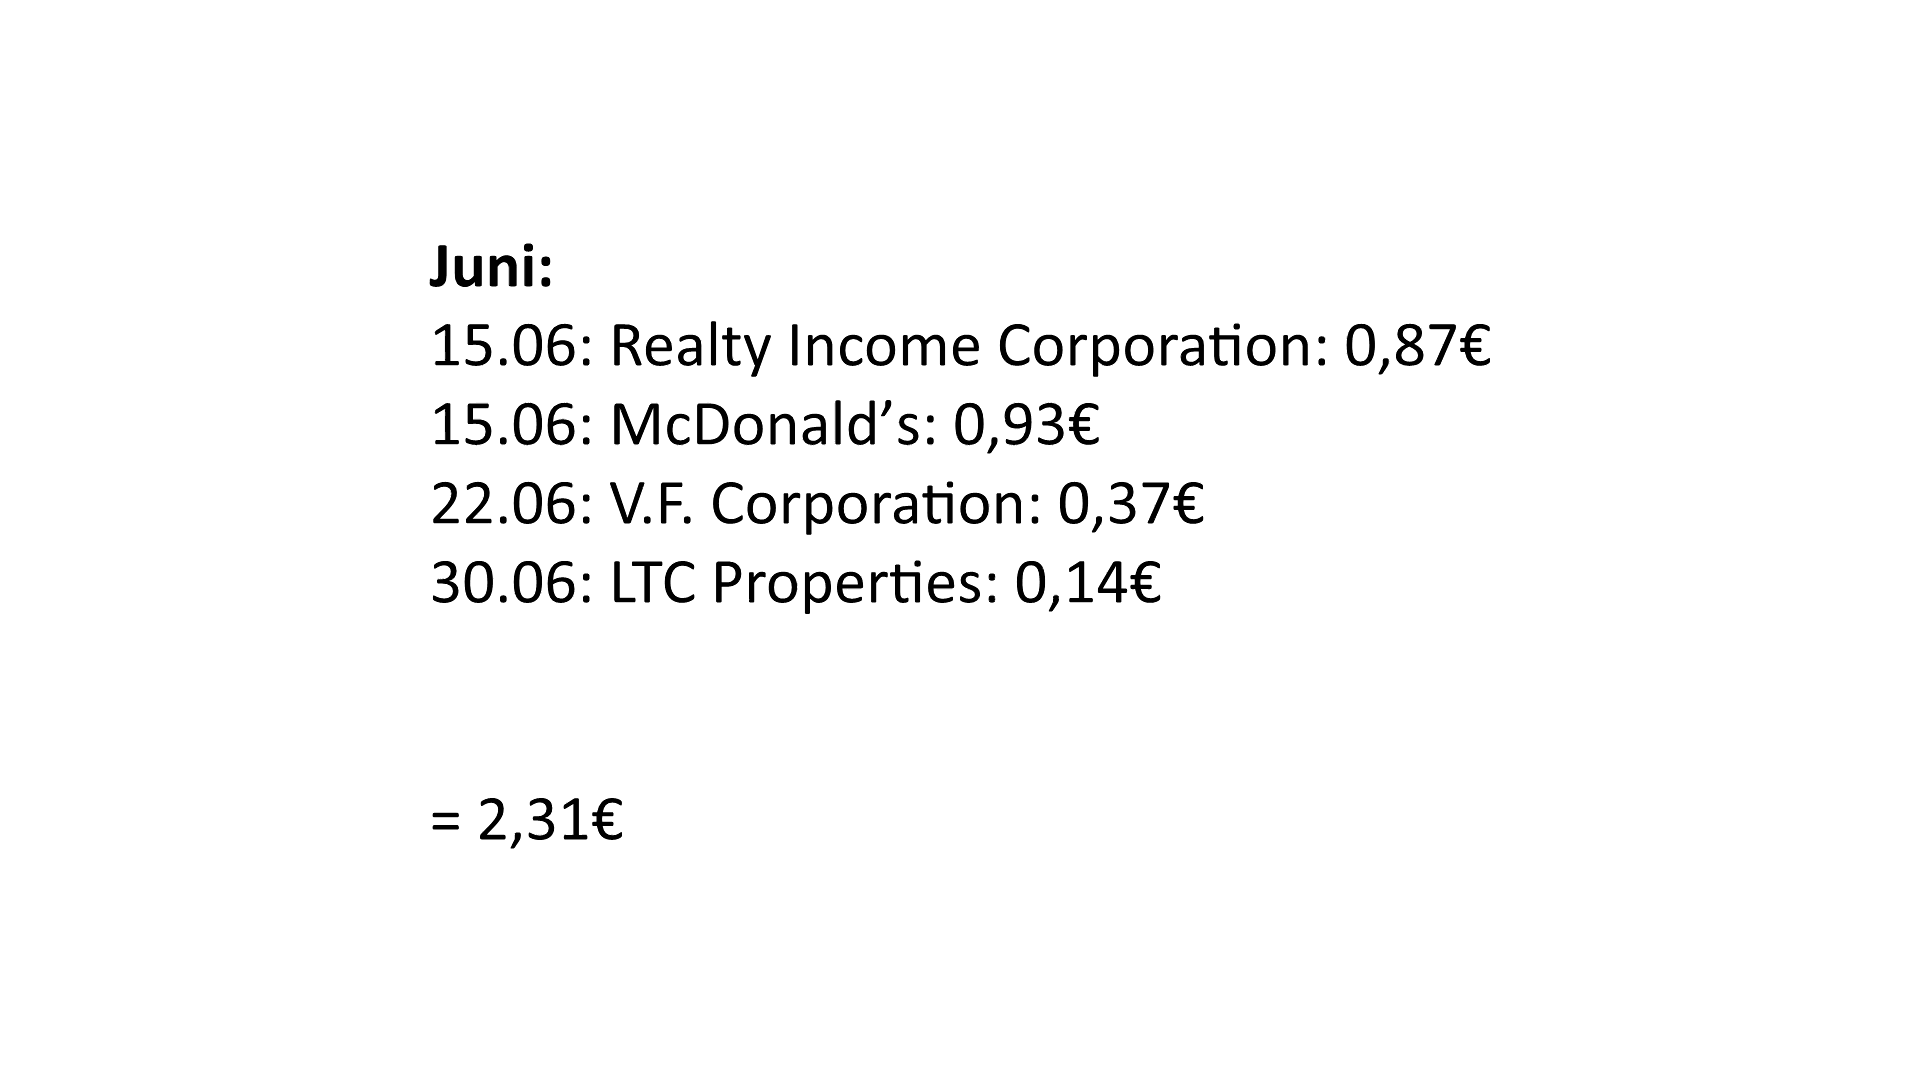 Juni:
15.06: Realty Income Corporation: 0,87€
15.06: McDonald’s: 0,93€
22.06: V.F. Corporation: 0,37€
30.06: LTC Properties: 0,14€
= 2,31€